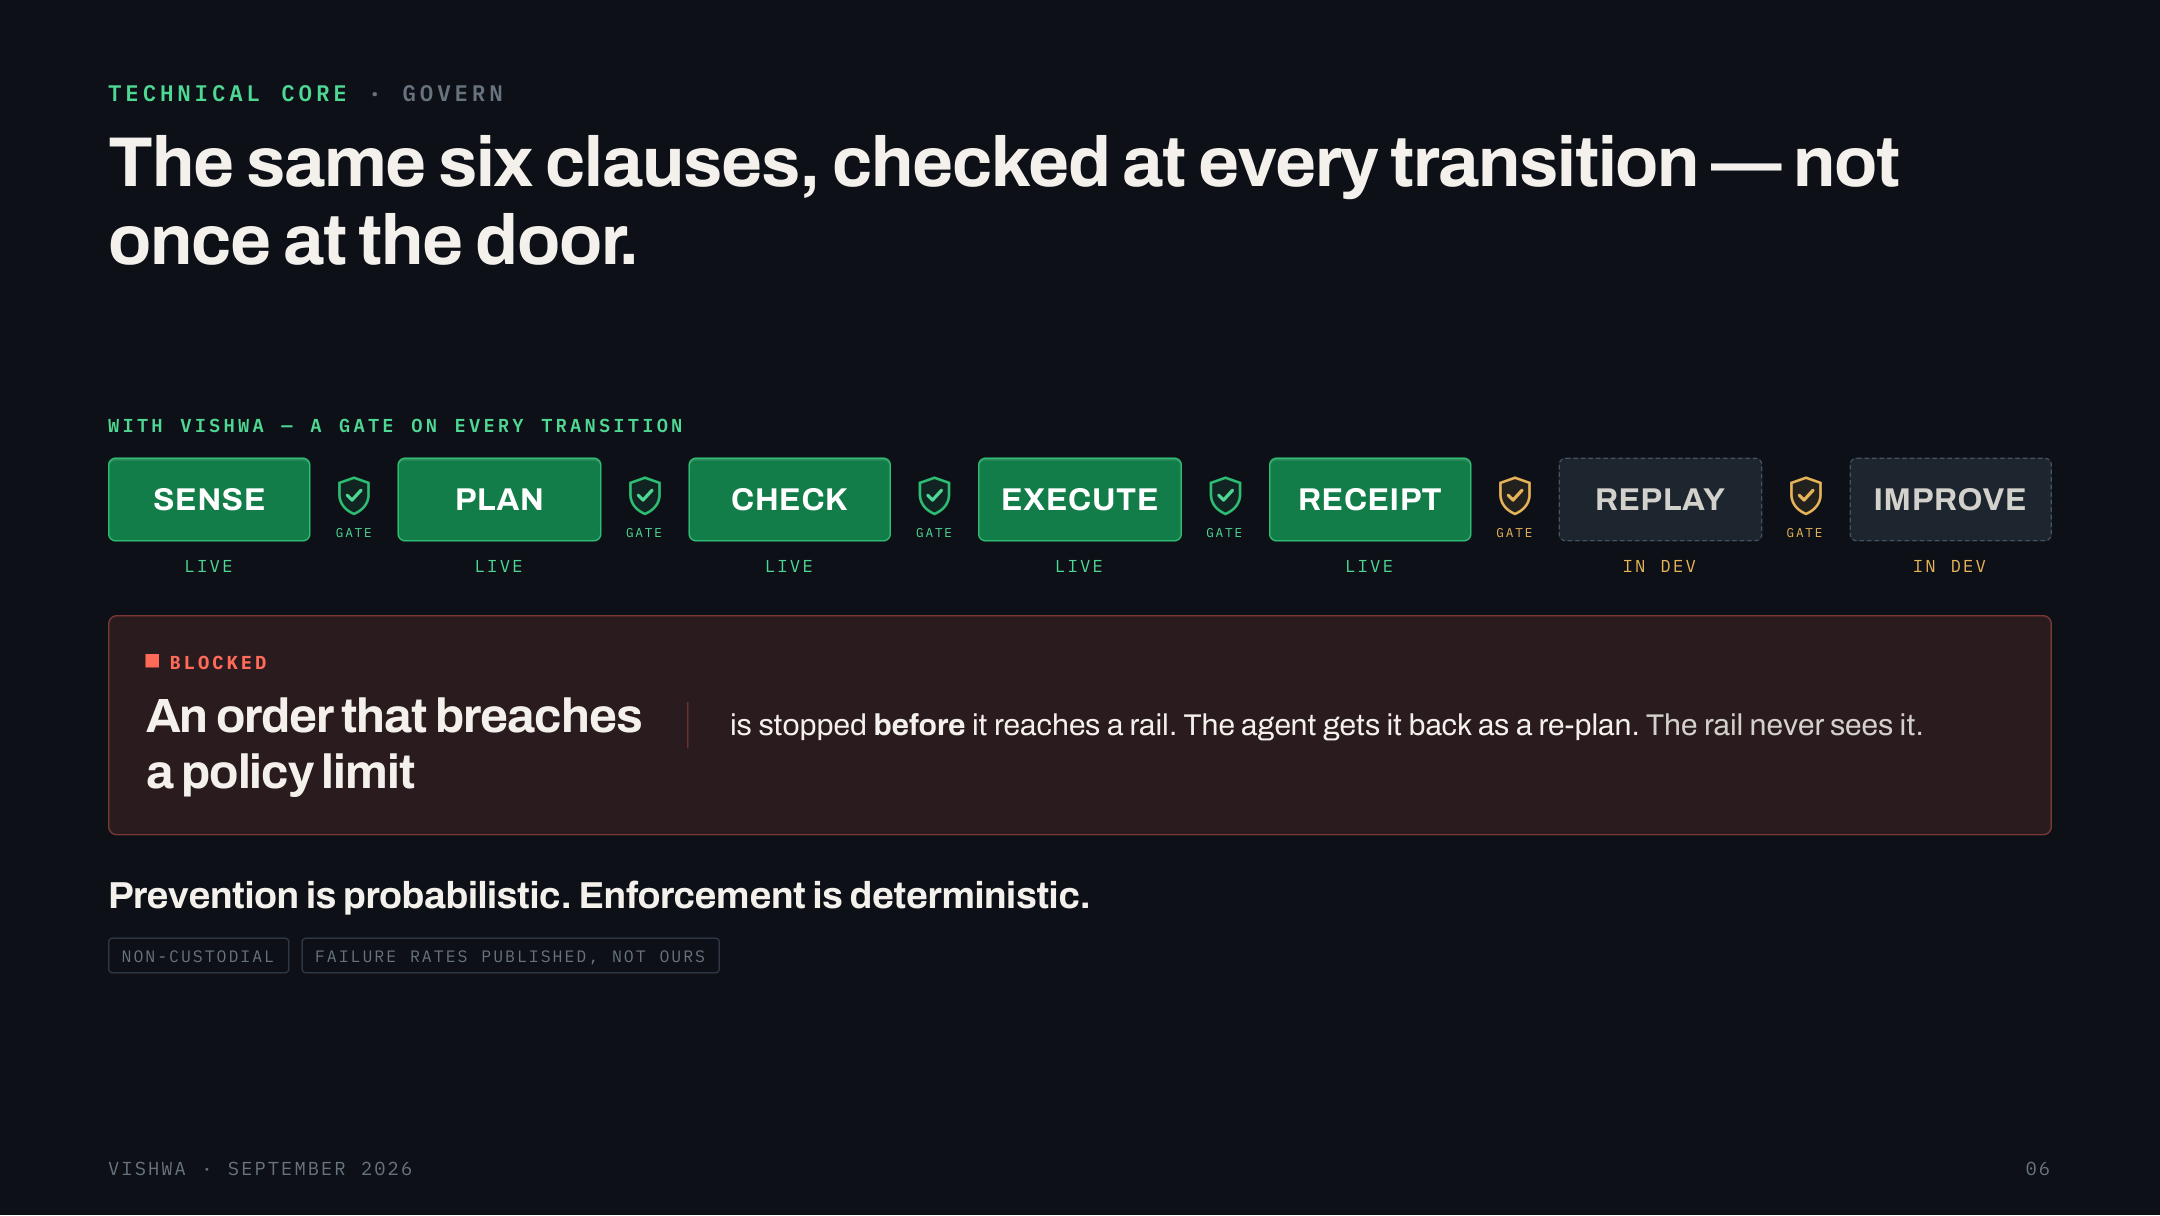 TECHNICAL CORE · GOVERN
The same six clauses, checked at every transition — not
once at the door.
WITH VISHWA — A GATE ON EVERY TRANSITION
SENSE GATE PLAN GATE CHECK GATE EXECUTE GATE RECEIPT GATE REPLAY GATE IMPROVE
LIVE LIVE LIVE LIVE LIVE IN DEV IN DEV
BLOCKED
An order that breaches
a policy limit
is stopped before it reaches a rail. The agent gets it back as a re-plan. The rail never sees it.
Prevention is probabilistic. Enforcement is deterministic.
NON-CUSTODIAL FAILURE RATES PUBLISHED, NOT OURS
VISHWA · SEPTEMBER 2026 06